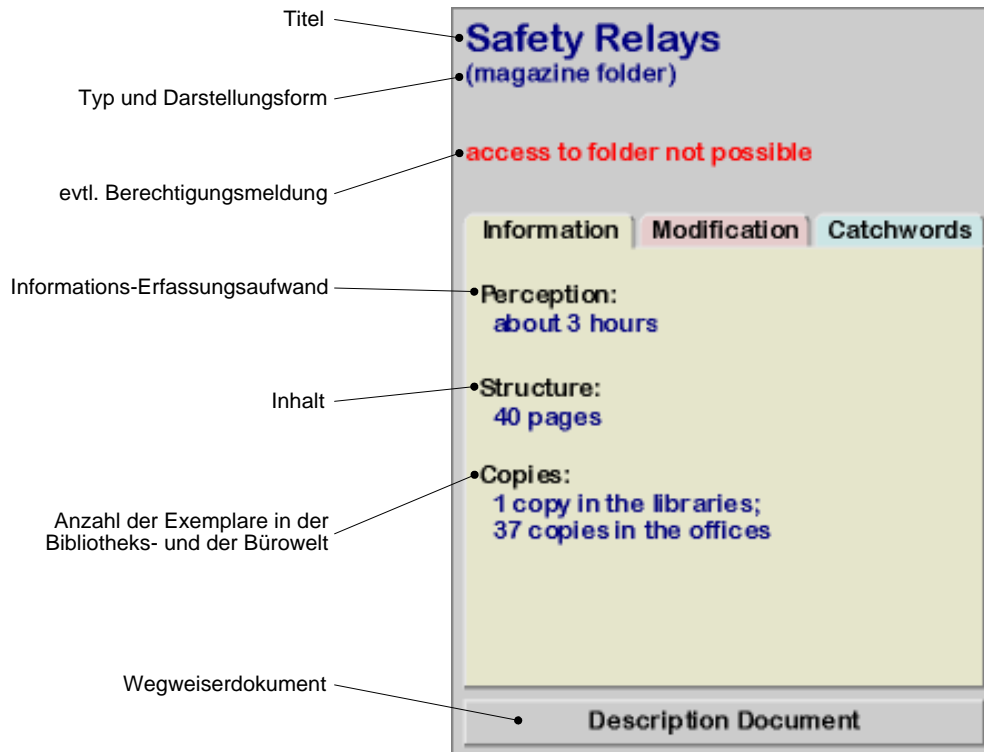 Titel
Safety Relays
(magazine folder)
Typ und Darstellungsform
access to folder not possible
evtl. Berechtigungsmeldung
Information Modification Catchwords
Informations-Erfassungsaufwand
Perception:
about 3 hours
Structure:
Inhalt
40 pages
Copies:
1 copy in the libraries;
37 copies in the offices
Anzahl der Exemplare in der
Bibliotheks- und der Bürowelt
Wegweiserdokument
Description Document